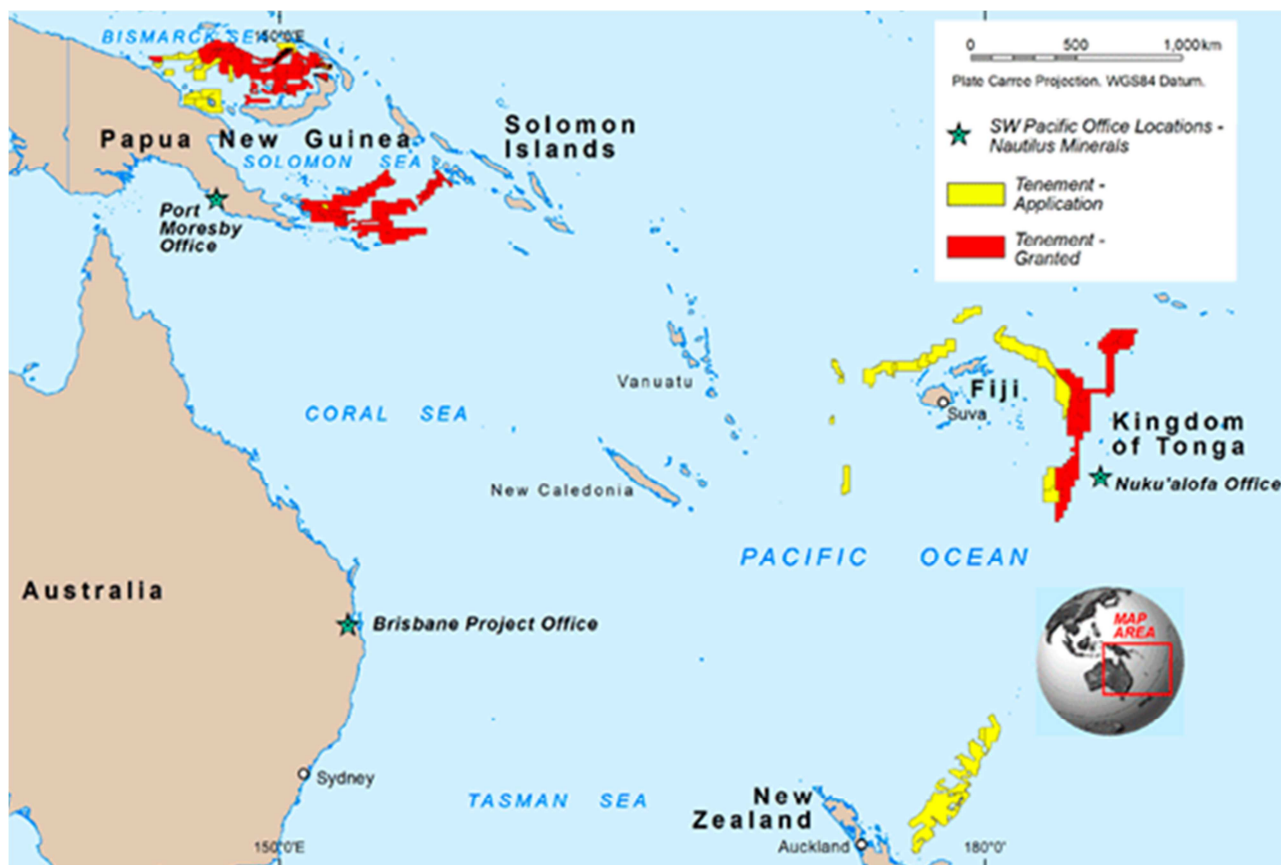 BISMARCK SEA
150°0'E
0 500 1,000km
Plate Carree Projection. WGS84 Datum.
SW Pacific Office Locations -
Nautilus Minerals
Tenement -
Application
Tenement -
Granted
Papua New Guinea
SOLOMON SEA
Solomon
Islands
Port
Moresby
Office
Vanuatu
Fiji
Suva
CORAL SEA
Kingdom
of Tonga
New Caledonia
Nuku'alofa Office
PACIFIC OCEAN
Australia
Brisbane Project Office
MAP
AREA
Sydney
TASMAN SEA
New
Zealand
Auckland
150°0'E
180°0'